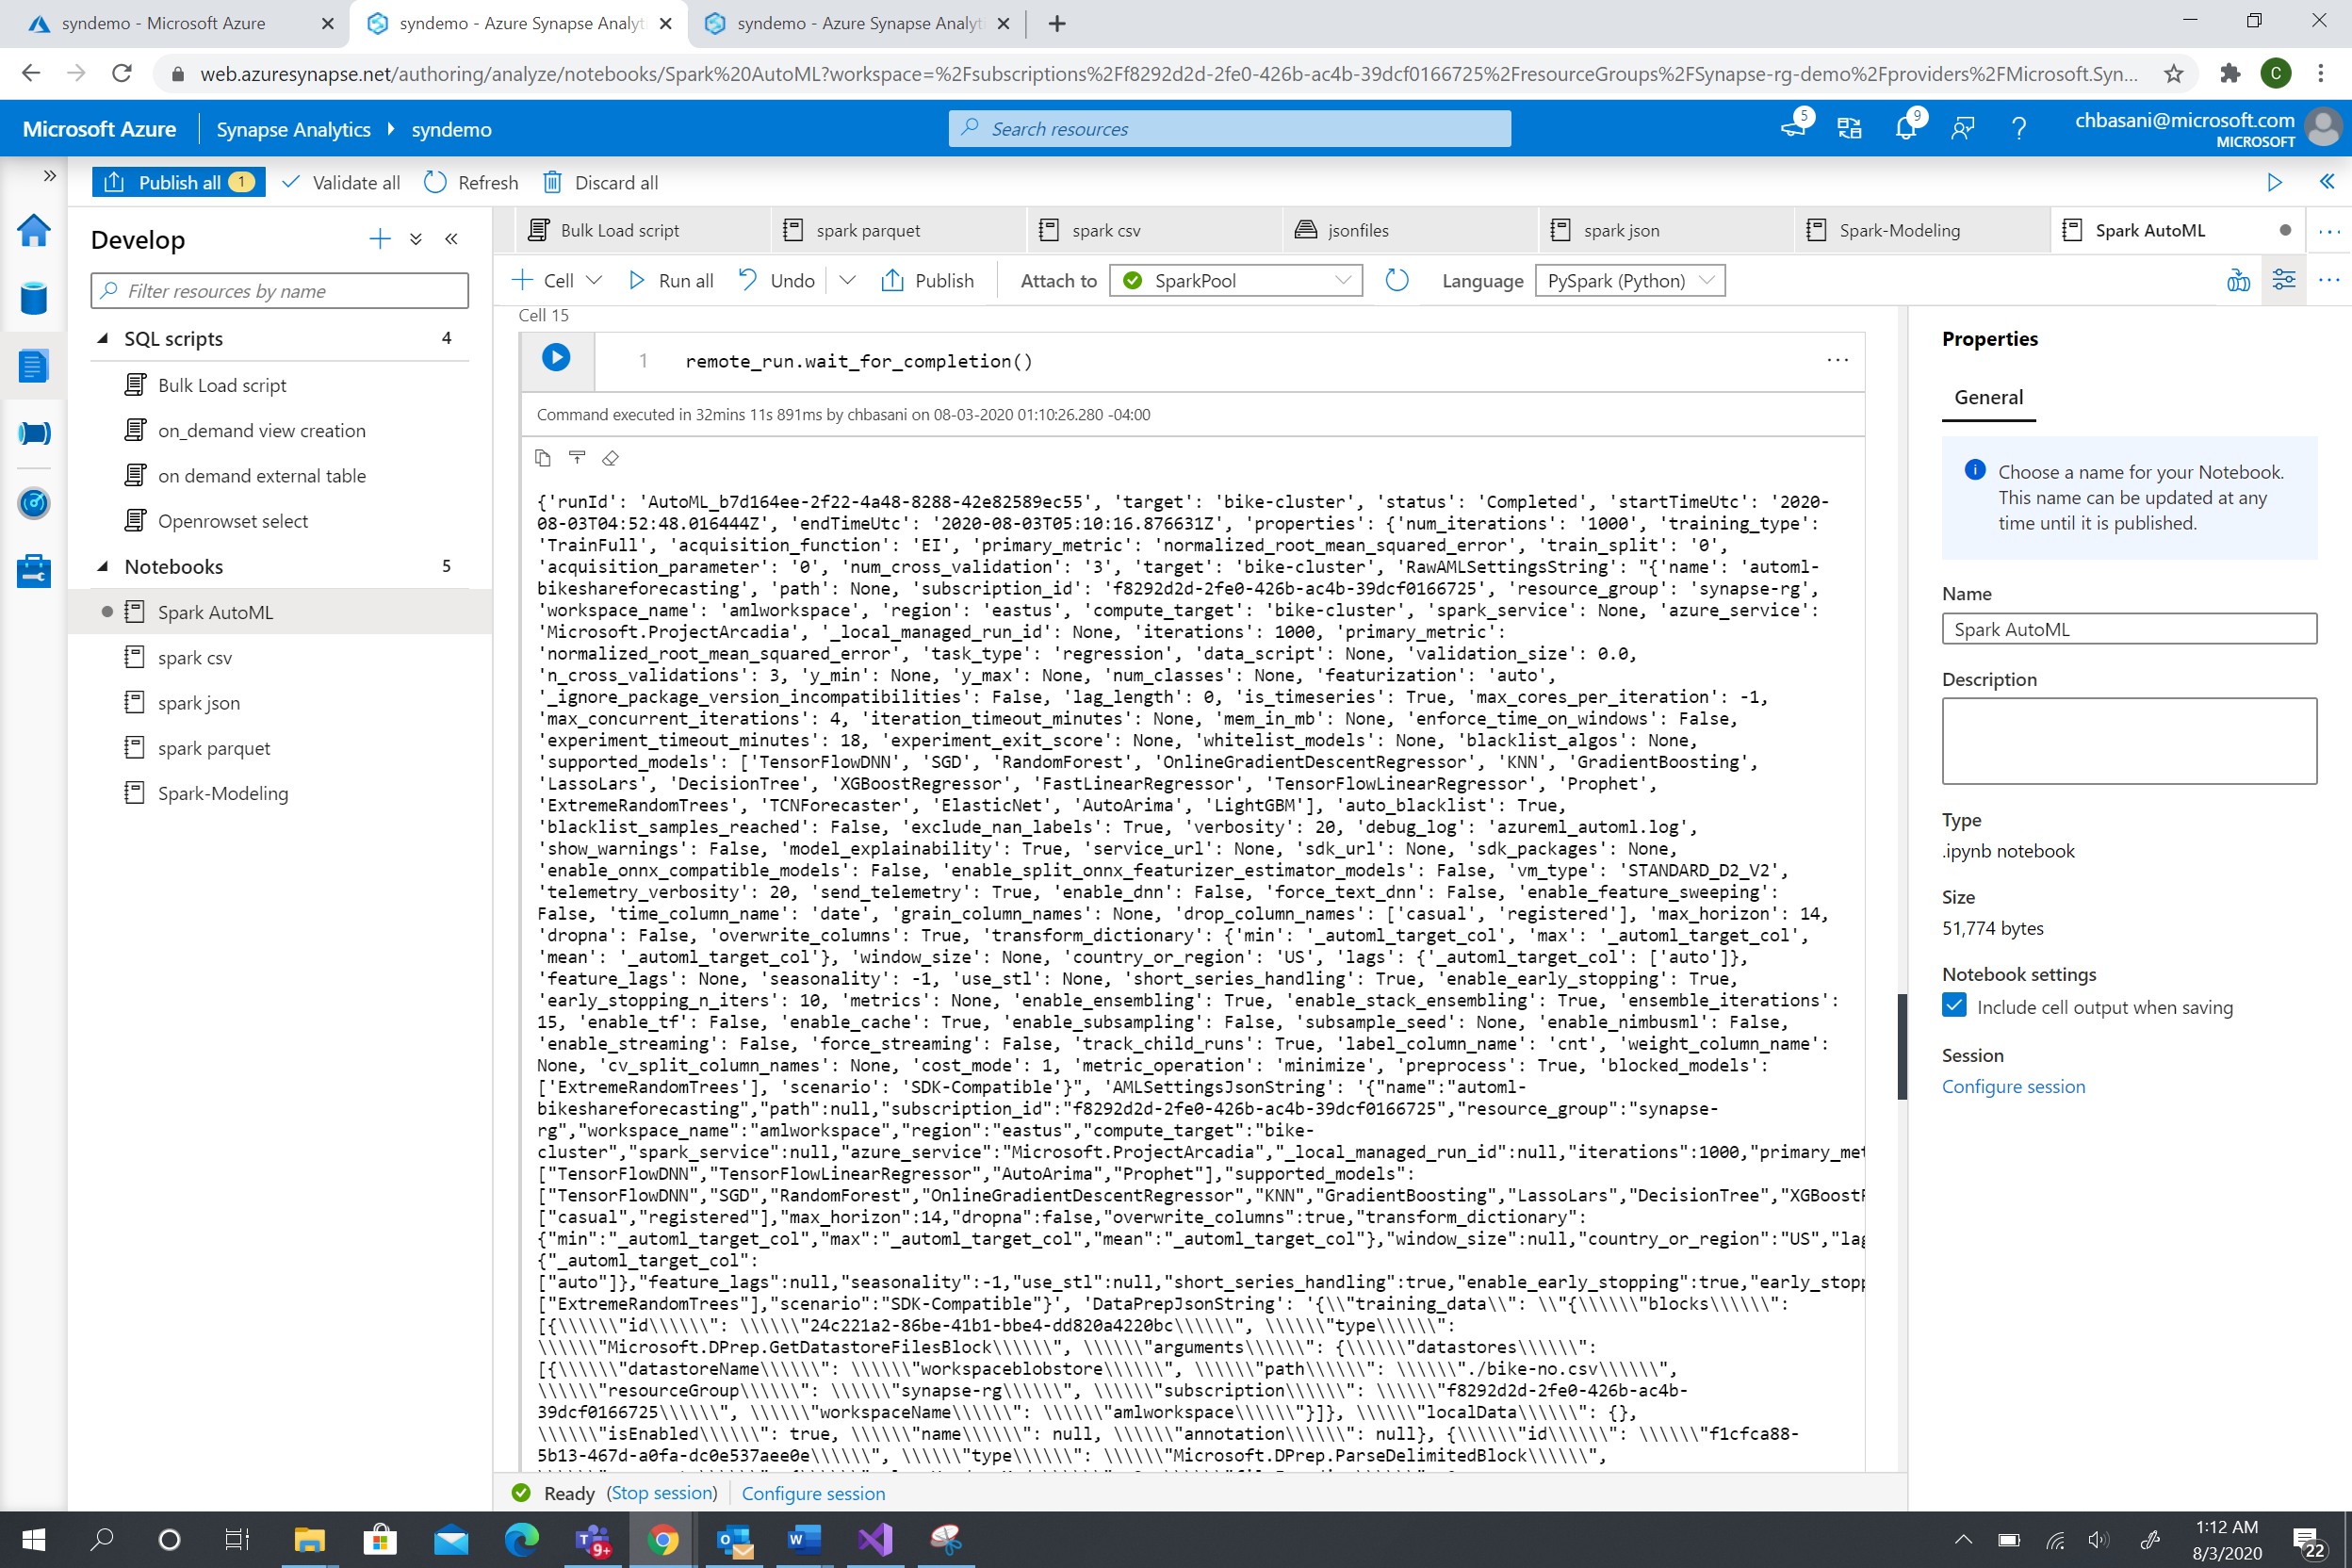 syndemo - Microsoft Azure
syndemo - Azure Synapse Analyt
syndemo - Azure Synapse Analyt
web.azuresynapse.net/authoring/analyze/notebooks/Spark%20AutoML?workspace=%2Fsubscriptions%2Ff8292d2d-2fe0-426b-ac4b-39dcf0166725%2FresourceGroups%2FSynapse-rg-demo%2Fproviders%2FMicrosoft.Syn...
C
Microsoft Azure
Synapse Analytics
syndemo
Search resources
5
9
chbasani@microsoft.com
MICROSOFT
Publish all 1
Validate all
Refresh
Discard all
Develop
Filter resources by name
SQL scripts 4
Bulk Load script
on_demand view creation
on demand external table
Openrowset select
Notebooks 5
Spark AutoML
spark csv
spark json
spark parquet
Spark-Modeling
Bulk Load script
spark parquet
spark csv
jsonfiles
spark json
Spark-Modeling
Spark AutoML
Cell
Run all
Undo
Publish
Attach to
SparkPool
Language
PySpark (Python)
Cell 15
1 remote_run.wait_for_completion()
Command executed in 32mins 11s 891ms by chbasani on 08-03-2020 01:10:26.280 -04:00
{'runId': 'AutoML_b7d164ee-2f22-4a48-8288-42e82589ec55', 'target': 'bike-cluster', 'status': 'Completed', 'startTimeUtc': '2020-
08-03T04:52:48.016444Z', 'endTimeUtc': '2020-08-03T05:10:16.876631Z', 'properties': {'num_iterations': '1000', 'training_type':
'TrainFull', 'acquisition_function': 'EI', 'primary_metric': 'normalized_root_mean_squared_error', 'train_split': '0',
'acquisition_parameter': '0', 'num_cross_validation': '3', 'target': 'bike-cluster', 'RawAMLSettingsString': "{'name': 'automl-
bikeshareforecasting', 'path': None, 'subscription_id': 'f8292d2d-2fe0-426b-ac4b-39dcf0166725', 'resource_group': 'synapse-rg',
'workspace_name': 'amlworkspace', 'region': 'eastus', 'compute_target': 'bike-cluster', 'spark_service': None, 'azure_service':
'Microsoft.ProjectArcadia', '_local_managed_run_id': None, 'iterations': 1000, 'primary_metric':
'normalized_root_mean_squared_error', 'task_type': 'regression', 'data_script': None, 'validation_size': 0.0,
'n_cross_validations': 3, 'y_min': None, 'y_max': None, 'num_classes': None, 'featurization': 'auto',
'_ignore_package_version_incompatibilities': False, 'lag_length': 0, 'is_timeseries': True, 'max_cores_per_iteration': -1,
'max_concurrent_iterations': 4, 'iteration_timeout_minutes': None, 'mem_in_mb': None, 'enforce_time_on_windows': False,
'experiment_timeout_minutes': 18, 'experiment_exit_score': None, 'whitelist_models': None, 'blacklist_algos': None,
'supported_models': ['TensorFlowDNN', 'SGD', 'RandomForest', 'OnlineGradientDescentRegressor', 'KNN', 'GradientBoosting',
'LassoLars', 'DecisionTree', 'XGBoostRegressor', 'FastLinearRegressor', 'TensorFlowLinearRegressor', 'Prophet',
'ExtremeRandomTrees', 'TCNForecaster', 'ElasticNet', 'AutoArima', 'LightGBM'], 'auto_blacklist': True,
'blacklist_samples_reached': False, 'exclude_nan_labels': True, 'verbosity': 20, 'debug_log': 'azureml_automl.log',
'show_warnings': False, 'model_explainability': True, 'service_url': None, 'sdk_url': None, 'sdk_packages': None,
'enable_onnx_compatible_models': False, 'enable_split_onnx_featurizer_estimator_models': False, 'vm_type': 'STANDARD_D2_V2',
'telemetry_verbosity': 20, 'send_telemetry': True, 'enable_dnn': False, 'force_text_dnn': False, 'enable_feature_sweeping':
False, 'time_column_name': 'date', 'grain_column_names': None, 'drop_column_names': ['casual', 'registered'], 'max_horizon': 14,
'dropna': False, 'overwrite_columns': True, 'transform_dictionary': {'min': '_automl_target_col', 'max': '_automl_target_col',
'mean': '_automl_target_col'}, 'window_size': None, 'country_or_region': 'US', 'lags': {'_automl_target_col': ['auto']},
'feature_lags': None, 'seasonality': -1, 'use_stl': None, 'short_series_handling': True, 'enable_early_stopping': True,
'early_stopping_n_iters': 10, 'metrics': None, 'enable_ensembling': True, 'enable_stack_ensembling': True, 'ensemble_iterations':
15, 'enable_tf': False, 'enable_cache': True, 'enable_subsampling': False, 'subsample_seed': None, 'enable_nimbusml': False,
'enable_streaming': False, 'force_streaming': False, 'track_child_runs': True, 'label_column_name': 'cnt', 'weight_column_name':
None, 'cv_split_column_names': None, 'cost_mode': 1, 'metric_operation': 'minimize', 'preprocess': True, 'blocked_models':
['ExtremeRandomTrees'], 'scenario': 'SDK-Compatible'}", 'AMLSettingsJsonString': '{"name":"automl-
bikeshareforecasting","path":null,"subscription_id":"f8292d2d-2fe0-426b-ac4b-39dcf0166725","resource_group":"synapse-
rg","workspace_name":"amlworkspace","region":"eastus","compute_target":"bike-
cluster","spark_service":null,"azure_service":"Microsoft.ProjectArcadia","_local_managed_run_id":null,"iterations":1000,"primary_met
["TensorFlowDNN","TensorFlowLinearRegressor","AutoArima","Prophet"],"supported_models":
["TensorFlowDNN","SGD","RandomForest","OnlineGradientDescentRegressor","KNN","GradientBoosting","LassoLars","DecisionTree","XGBoostR
["casual","registered"],"max_horizon":14,"dropna":false,"overwrite_columns":true,"transform_dictionary":
{"min":"_automl_target_col","max":"_automl_target_col","mean":"_automl_target_col"},"window_size":null,"country_or_region":"US","lag
{"_automl_target_col":
["auto"]},"feature_lags":null,"seasonality":-1,"use_stl":null,"short_series_handling":true,"enable_early_stopping":true,"early_stopp
["ExtremeRandomTrees"],"scenario":"SDK-Compatible"}', 'DataPrepJsonString': '{\\"training_data\\": \\"{\\\\\\"blocks\\\\\\":
[{\\\\\\"id\\\\\\": \\\\\\"24c221a2-86be-41b1-bbe4-dd820a4220bc\\\\\\", \\\\\\"type\\\\\\":
\\\\\\"Microsoft.DPrep.GetDatastoreFilesBlock\\\\\\", \\\\\\"arguments\\\\\\": {\\\\\\"datastores\\\\\\":
[{\\\\\\"datastoreName\\\\\\": \\\\\\"workspaceblobstore\\\\\\", \\\\\\"path\\\\\\": \\\\\\"./bike-no.csv\\\\\\",
\\\\\\"resourceGroup\\\\\\": \\\\\\"synapse-rg\\\\\\", \\\\\\"subscription\\\\\\": \\\\\\"f8292d2d-2fe0-426b-ac4b-
39dcf0166725\\\\\\", \\\\\\"workspaceName\\\\\\": \\\\\\"amlworkspace\\\\\\"}]}, \\\\\\"localData\\\\\\": {},
\\\\\\"isEnabled\\\\\\": true, \\\\\\"name\\\\\\": null, \\\\\\"annotation\\\\\\": null}, {\\\\\\"id\\\\\\": \\\\\\"f1cfca88-
5b13-467d-a0fa-dc0e537aee0e\\\\\\", \\\\\\"type\\\\\\": \\\\\\"Microsoft.DPrep.ParseDelimitedBlock\\\\\\",
Ready (Stop session)
Configure session
Properties
General
Choose a name for your Notebook.
This name can be updated at any
time until it is published.
Name
Spark AutoML
Description
Type
.ipynb notebook
Size
51,774 bytes
Notebook settings
Include cell output when saving
Session
Configure session
9+
1:12 AM
8/3/2020
22